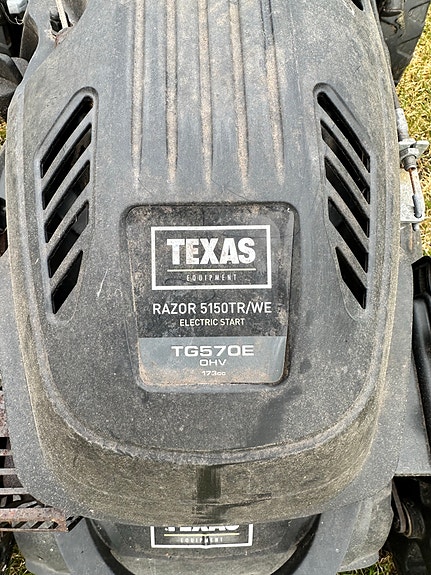 TEXAS
EQUIPMENT
RAZOR 5150TR/WE
ELECTRIC START
TG570E
OHV
173cc
TEXAS
EQUIPMENT